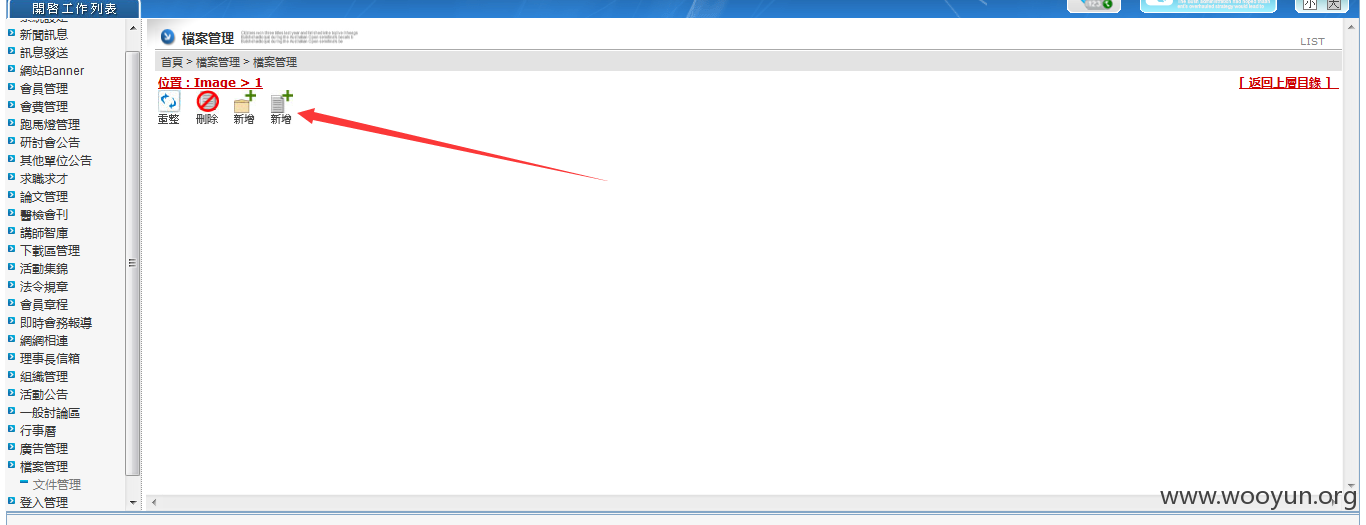 開啓工作列表
系統設定
新聞訊息
訊息發送
網站Banner
會員管理
會費管理
跑馬燈管理
研討會公告
其他單位公告
求職求才
論文管理
醫檢會刊
講師智庫
下載區管理
活動集錦
法令規章
會員章程
即時會務報導
網網相連
理事長信箱
組織管理
活動公告
一般討論區
行事曆
廣告管理
檔案管理
文件管理
登入管理
123
小 大
檔案管理
LIST
首頁 > 檔案管理 > 檔案管理
位置 : Image > 1
[ 返回上層目錄 ]
重整 刪除 新增 新增
www.wooyun.org